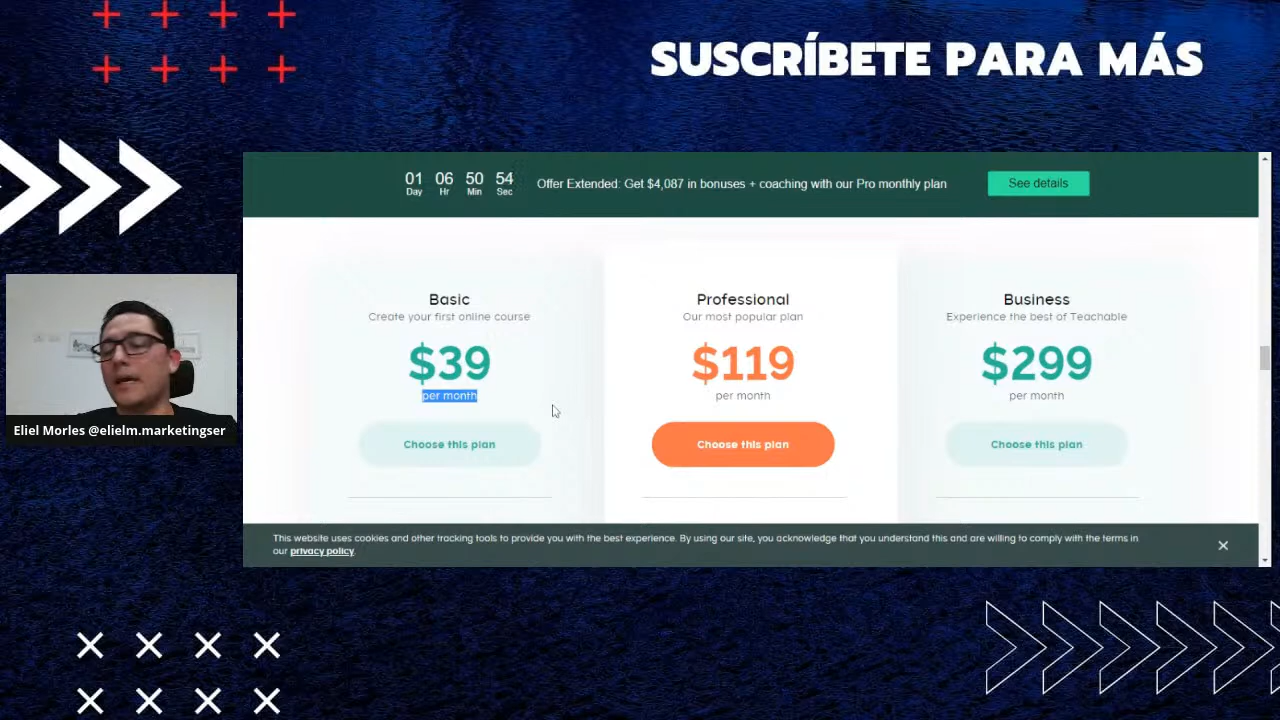 SUSCRÍBETE PARA MÁS
01 06 50 54
Day Hr Min Sec
Offer Extended: Get $4,087 in bonuses + coaching with our Pro monthly plan
See details
Basic
Create your first online course
$39
per month
Choose this plan
Professional
Our most popular plan
$119
per month
Choose this plan
Business
Experience the best of Teachable
$299
per month
Choose this plan
Eliel Morles @elielm.marketingser
This website uses cookies and other tracking tools to provide you with the best experience. By using our site, you acknowledge that you understand this and are willing to comply with the terms in
our privacy policy.